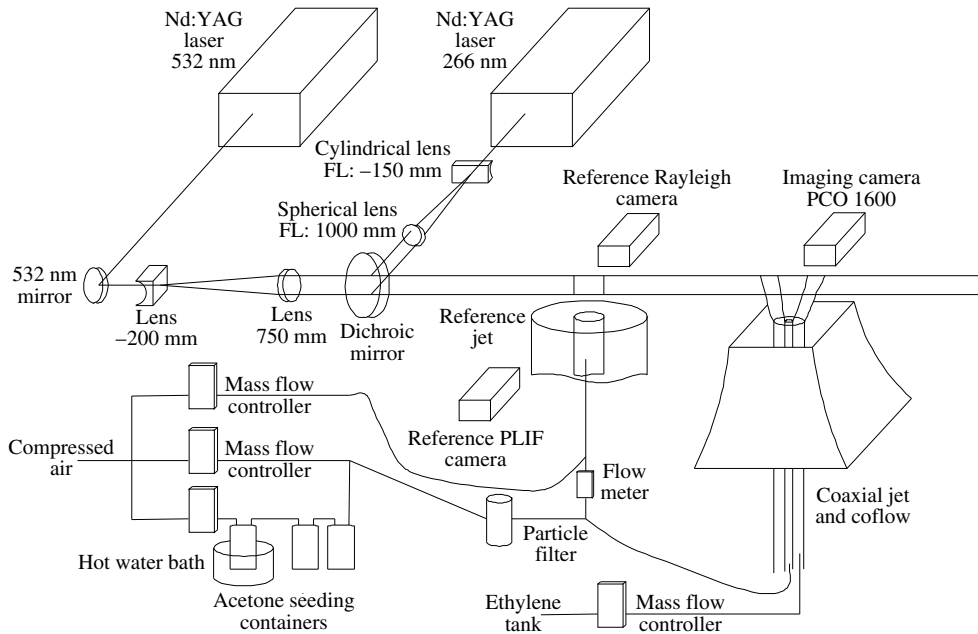 Nd:YAG
laser
532 nm
Nd:YAG
laser
266 nm
Cylindrical lens
FL: –150 mm
Spherical lens
FL: 1000 mm
Reference Rayleigh
camera
Imaging camera
PCO 1600
532 nm
mirror
Lens
–200 mm
Lens
750 mm
Dichroic
mirror
Reference
jet
Mass flow
controller
Reference PLIF
camera
Compressed
air
Mass flow
controller
Flow
meter
Coaxial jet
and coflow
Particle
filter
Hot water bath
Acetone seeding
containers
Ethylene
tank
Mass flow
controller